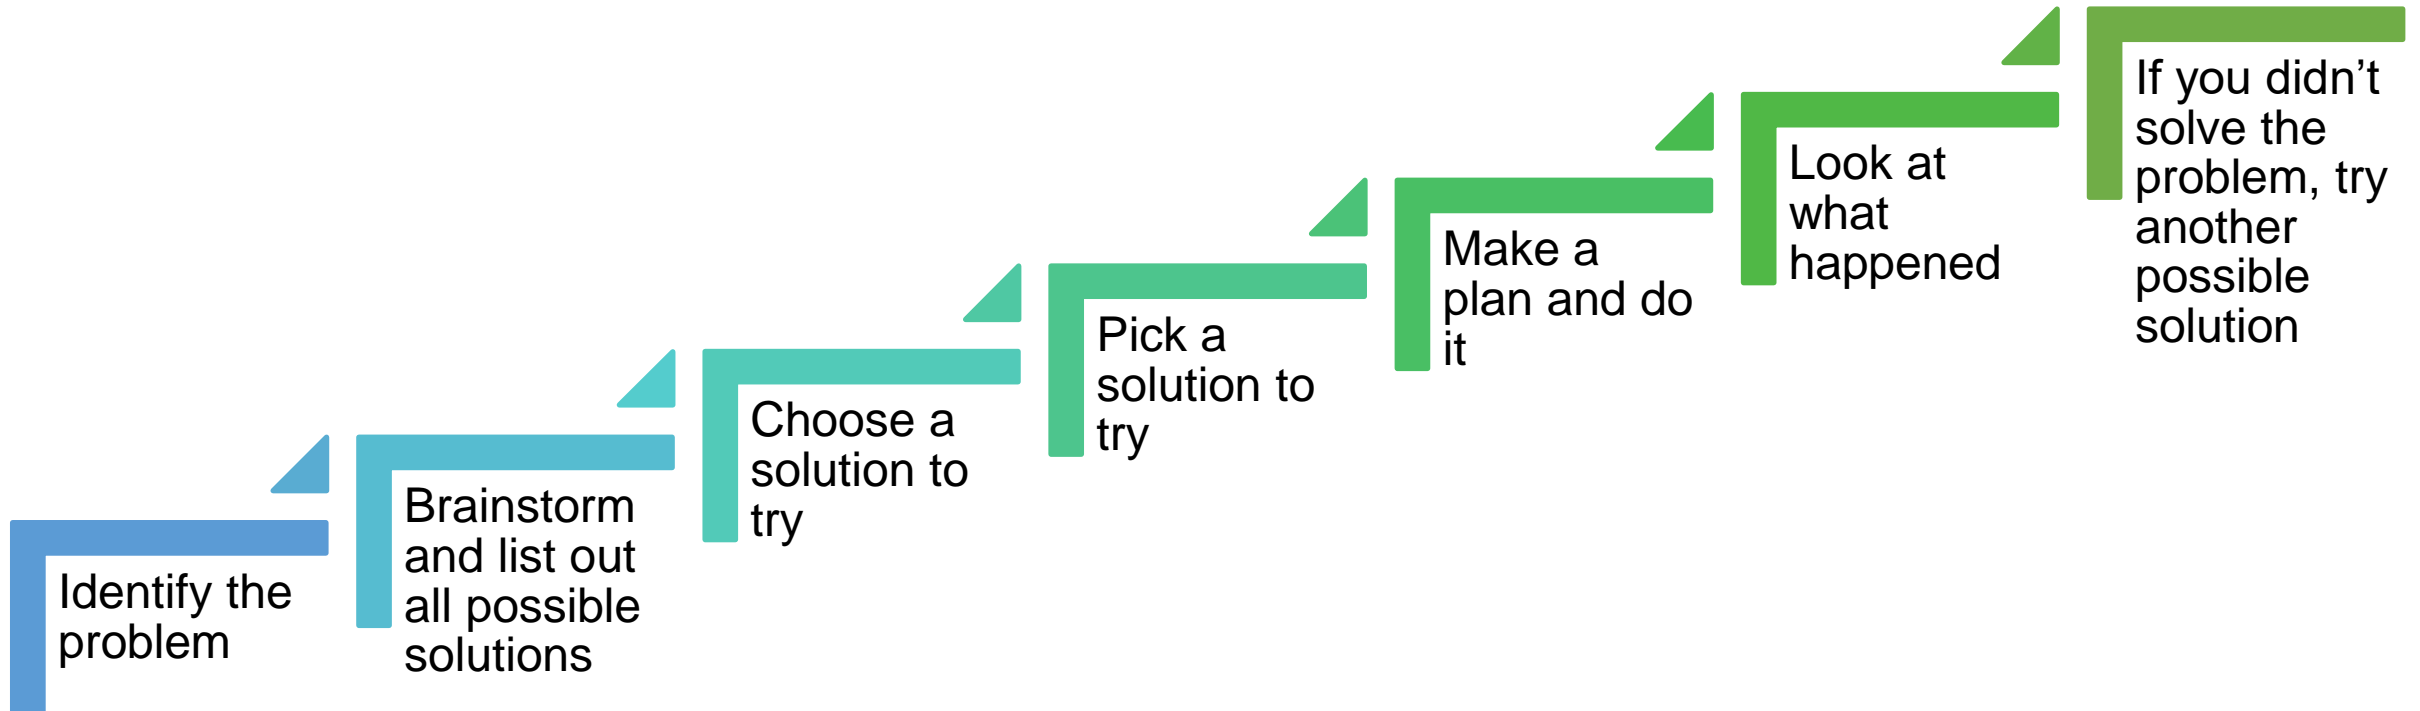 Identify the
problem
Brainstorm
and list out
all possible
solutions
Choose a
solution to
try
Pick a
solution to
try
Make a
plan and do
it
Look at
what
happened
If you didn’t
solve the
problem, try
another
possible
solution